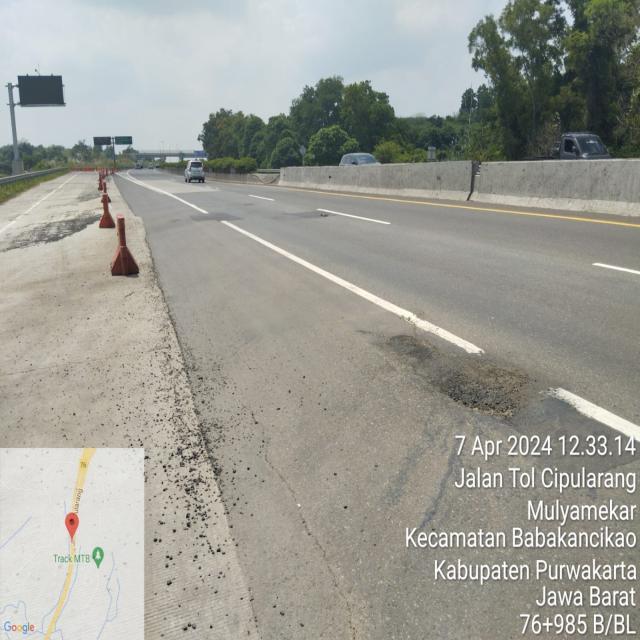 7 Apr 2024 12.33.14
Jalan Tol Cipularang
Mulyamekar
Kecamatan Babakancikao
Kabupaten Purwakarta
Jawa Barat
76+985 B/BL
Track MTB
Google